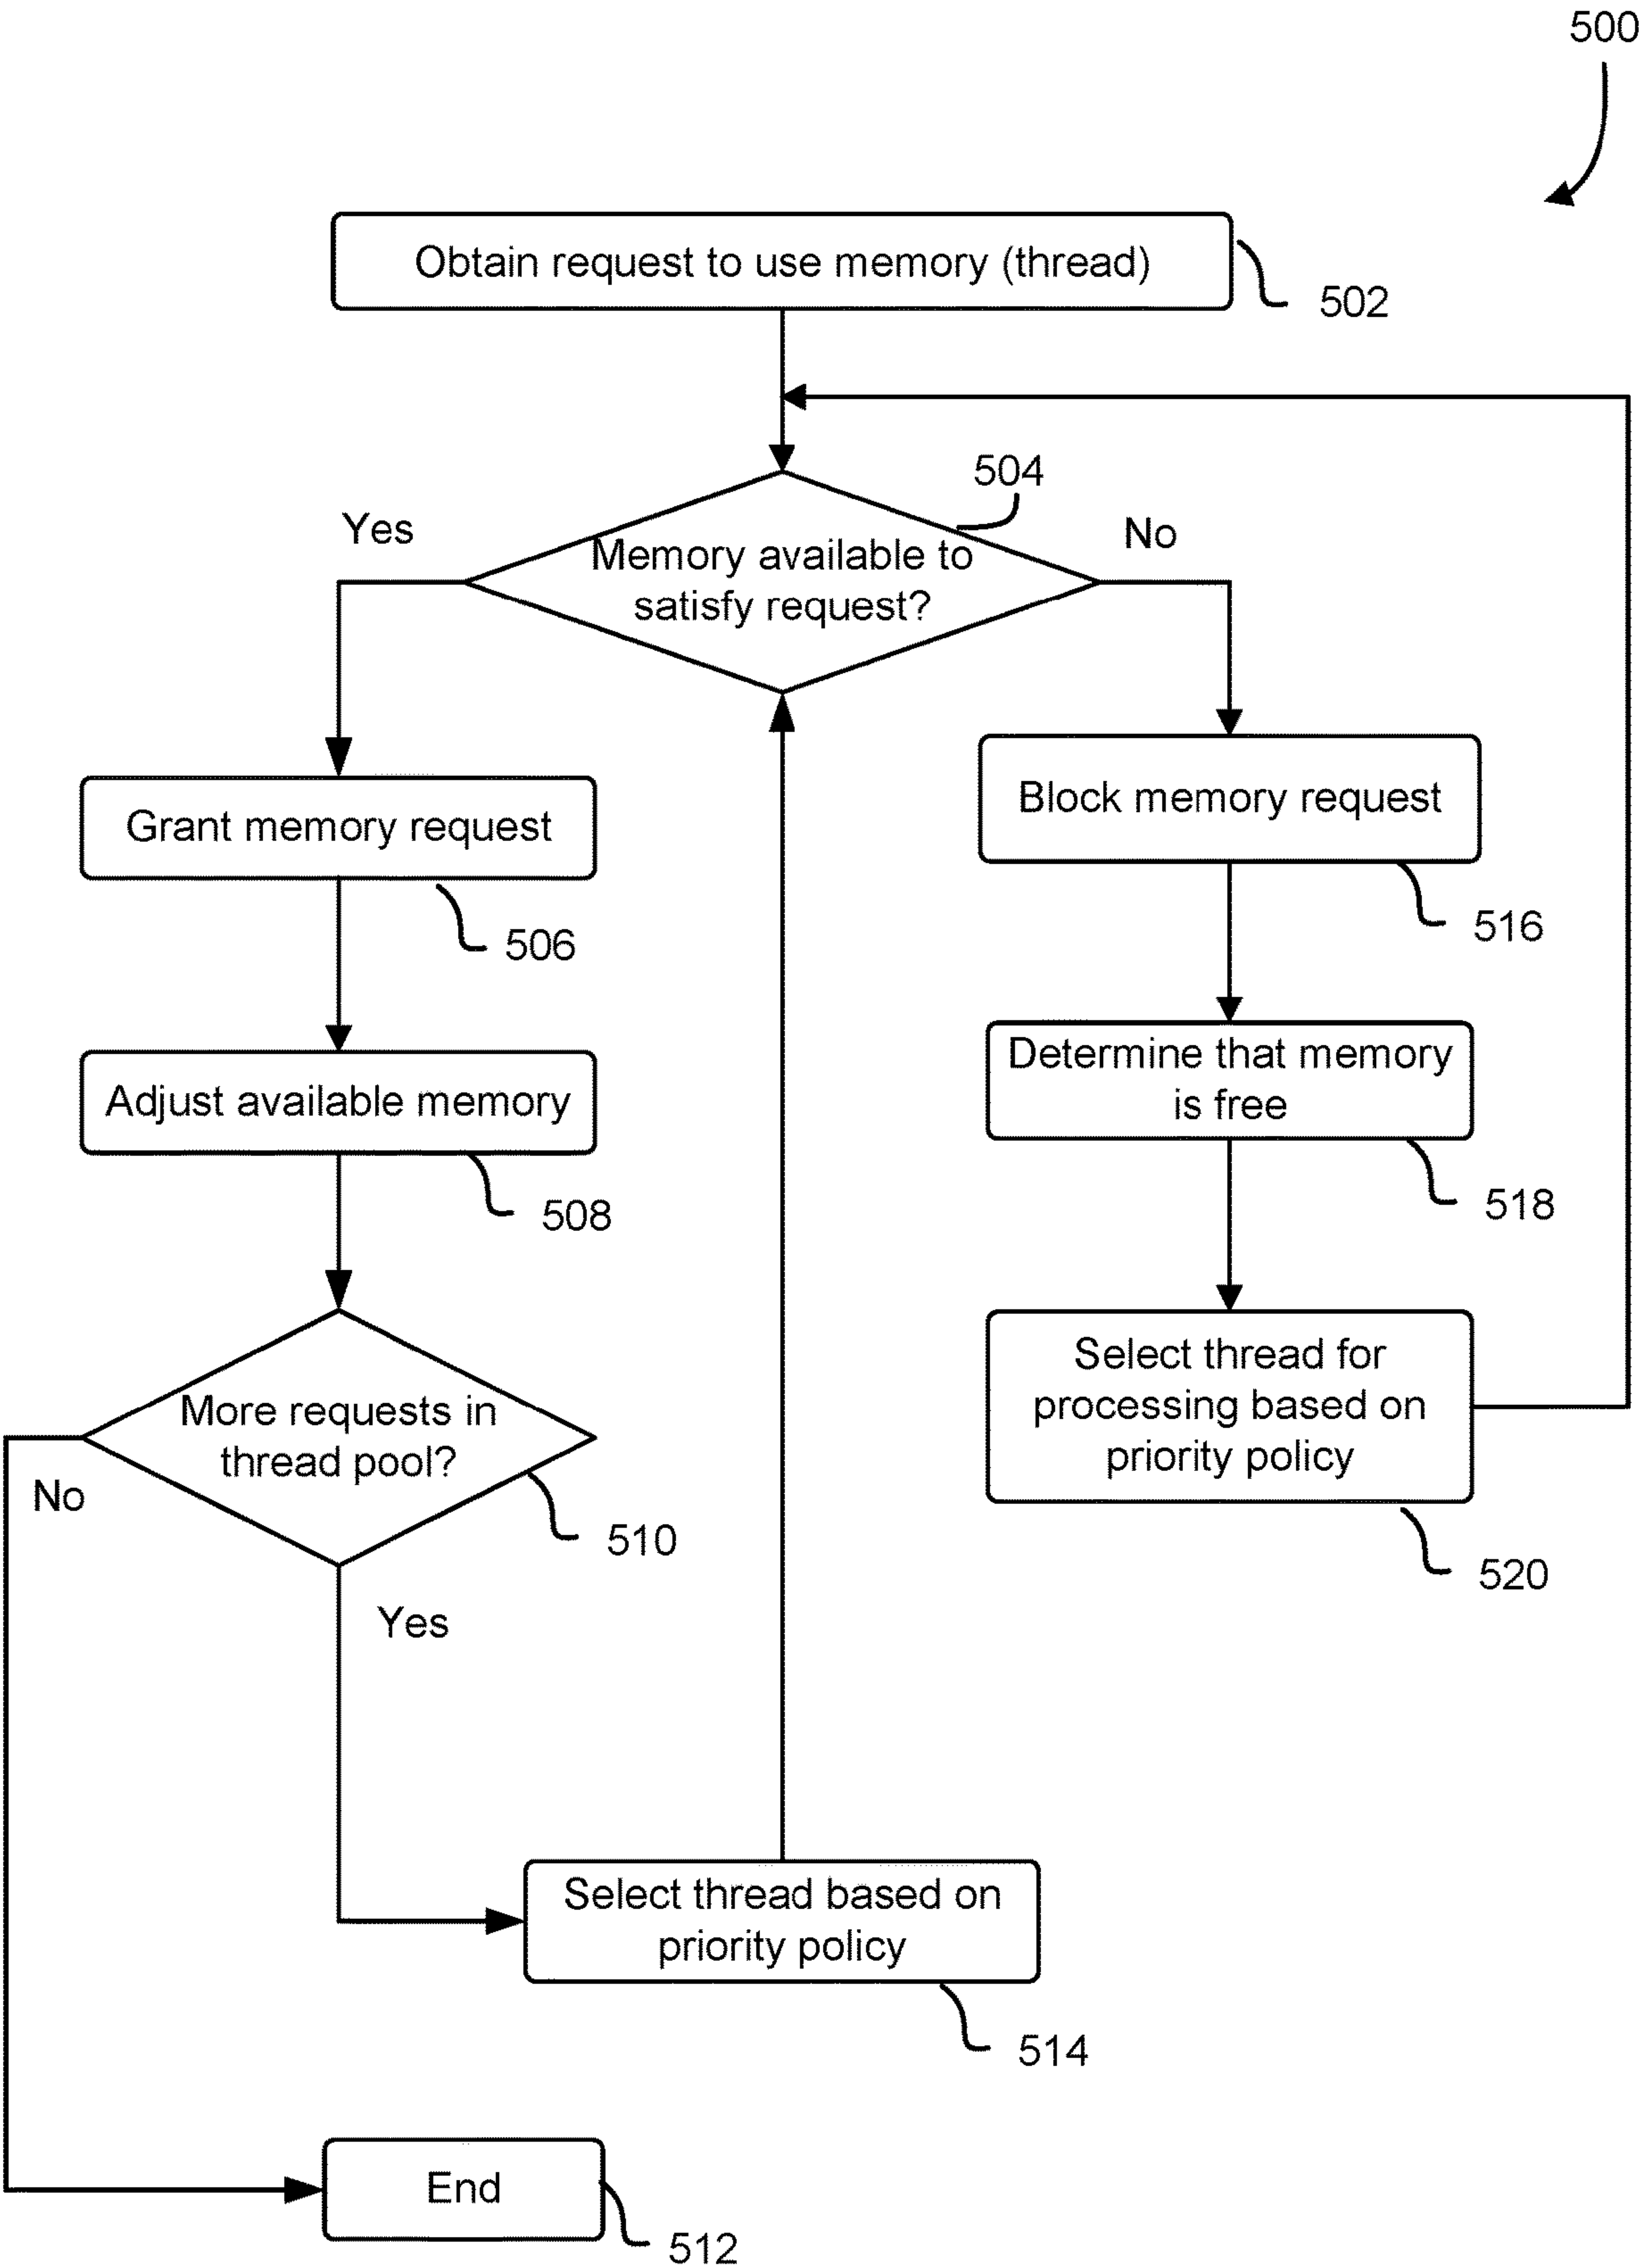 500
Obtain request to use memory (thread)
502
504
Yes
No
Memory available to
satisfy request?
Grant memory request
506
Block memory request
516
Adjust available memory
508
Determine that memory
is free
518
More requests in
thread pool?
510
No
Yes
Select thread for
processing based on
priority policy
520
Select thread based on
priority policy
514
End
512